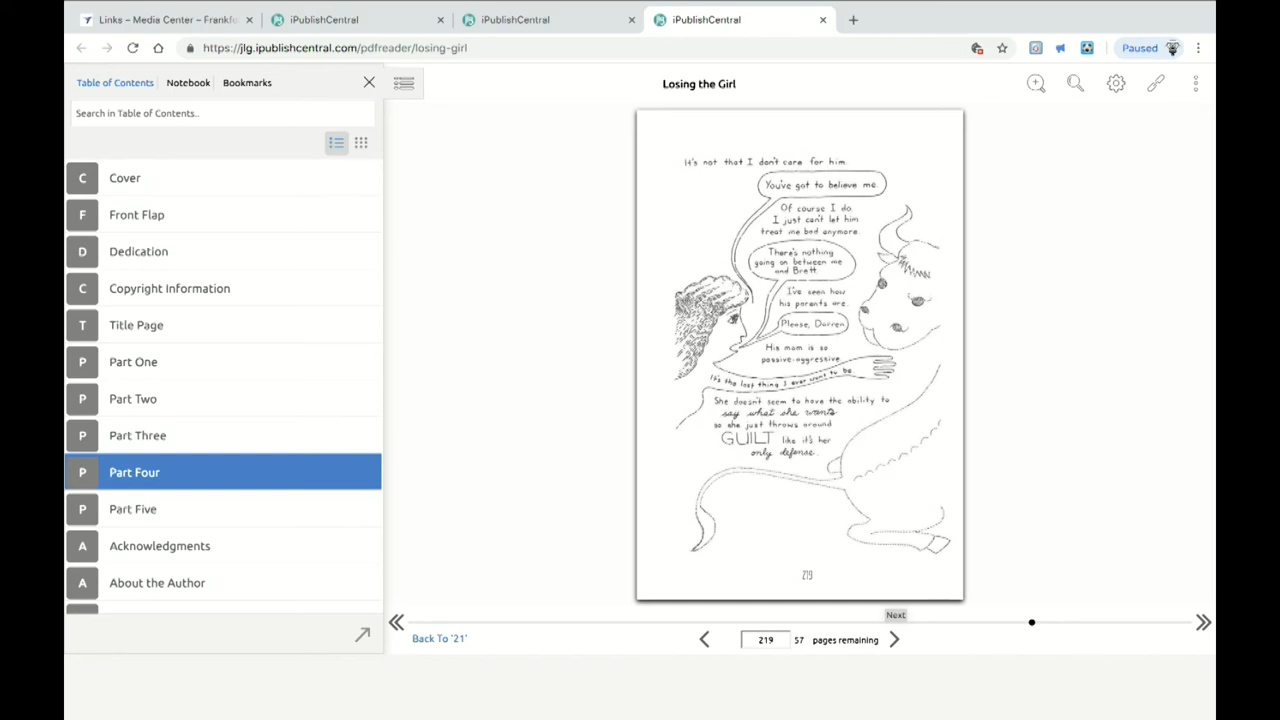 Links – Media Center – Frankfo
iPublishCentral
iPublishCentral
iPublishCentral
https://jlg.ipublishcentral.com/pdfreader/losing-girl
Paused
Table of Contents
Notebook
Bookmarks
Losing the Girl
Search in Table of Contents..
C Cover
F Front Flap
D Dedication
C Copyright Information
T Title Page
P Part One
P Part Two
P Part Three
P Part Four
P Part Five
A Acknowledgments
A About the Author
It's not that I don't care for him.
You've got to believe me.
Of course I do.
I just can't let him
treat me bad anymore.
There's nothing
going on between me
and Brett
I've seen how
his parents are.
Please, Darren
His mom is so
passive-aggressive.
It's the last thing I ever want to be.
She doesn't seem to have the ability to
say what she wants
so she just throws around
GUILT like it's her
only defense.
219
Next
Back To '21'
219 57 pages remaining